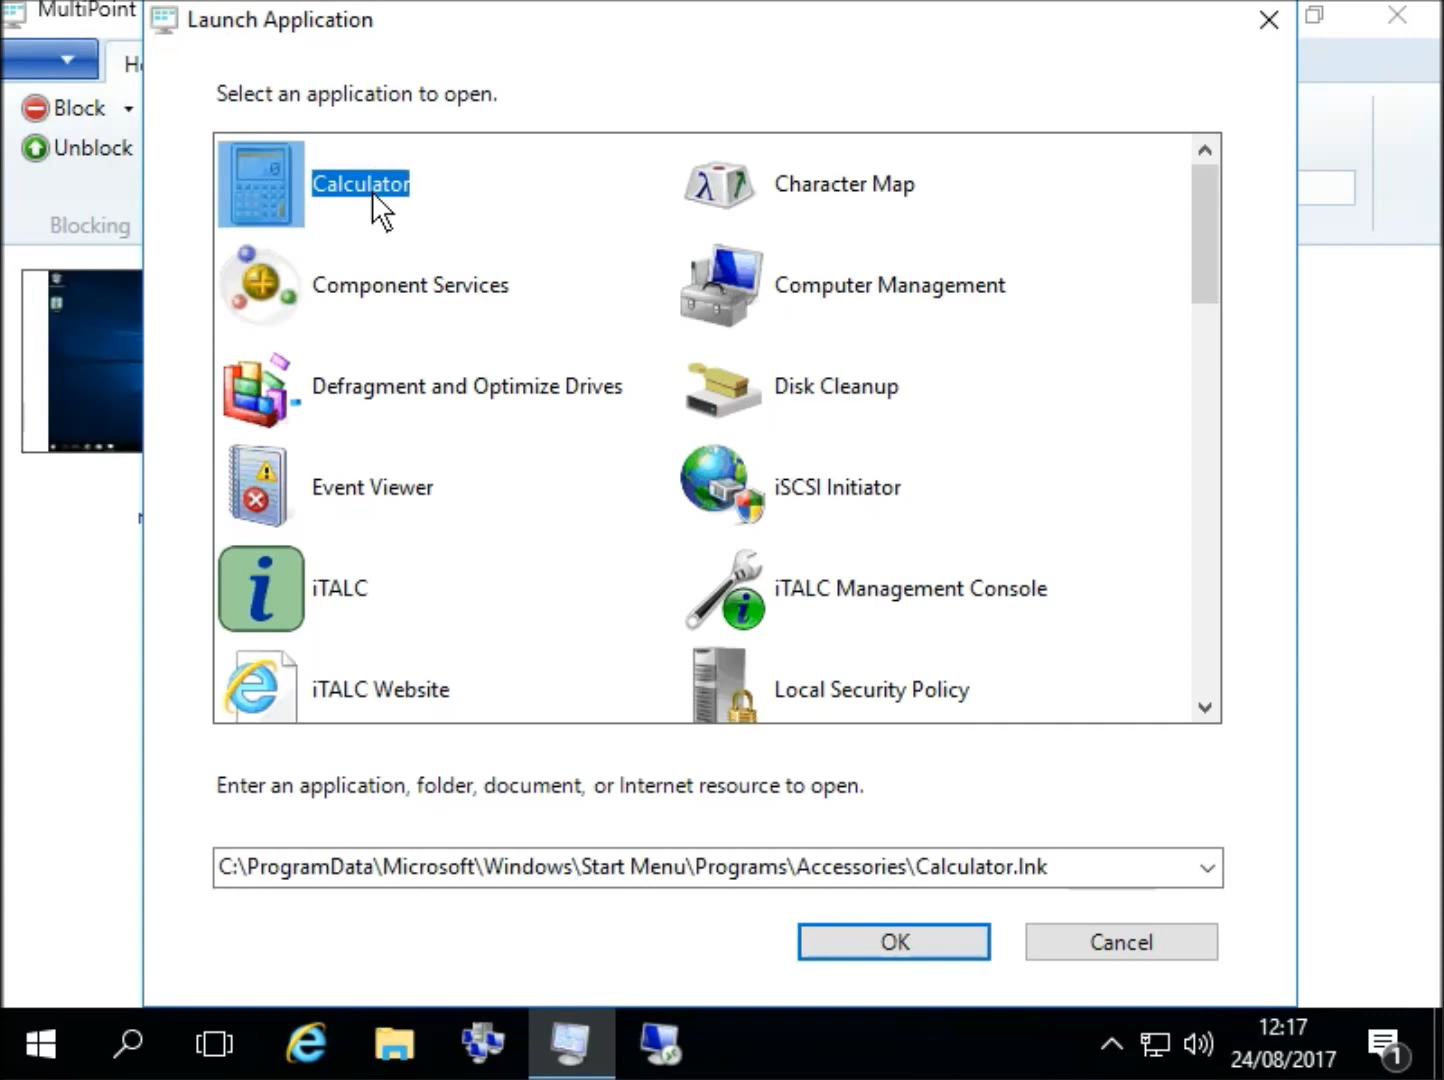 MultiPoint
Launch Application
Block
Unblock
Blocking
Select an application to open.
Calculator
Character Map
Component Services
Computer Management
Defragment and Optimize Drives
Disk Cleanup
Event Viewer
iSCSI Initiator
iTALC
iTALC Management Console
iTALC Website
Local Security Policy
Enter an application, folder, document, or Internet resource to open.
C:\ProgramData\Microsoft\Windows\Start Menu\Programs\Accessories\Calculator.lnk
OK
Cancel
12:17
24/08/2017
1